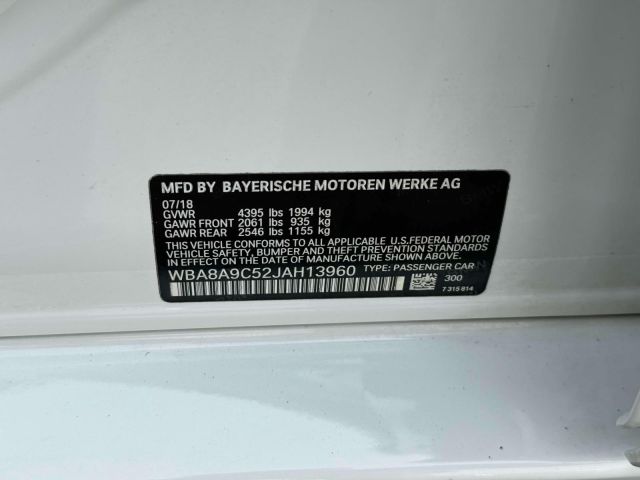 MFD BY BAYERISCHE MOTOREN WERKE AG
07/18
GVWR 4395 lbs 1994 kg
GAWR FRONT 2061 lbs 935 kg
GAWR REAR 2546 lbs 1155 kg
THIS VEHICLE CONFORMS TO ALL APPLICABLE U.S.FEDERAL MOTOR
VEHICLE SAFETY, BUMPER AND THEFT PREVENTION STANDARDS IN
EFFECT ON THE DATE OF MANUFACTURE SHOWN ABOVE.
WBA8A9C52JAH13960 TYPE: PASSENGER CAR
300
7 315 814